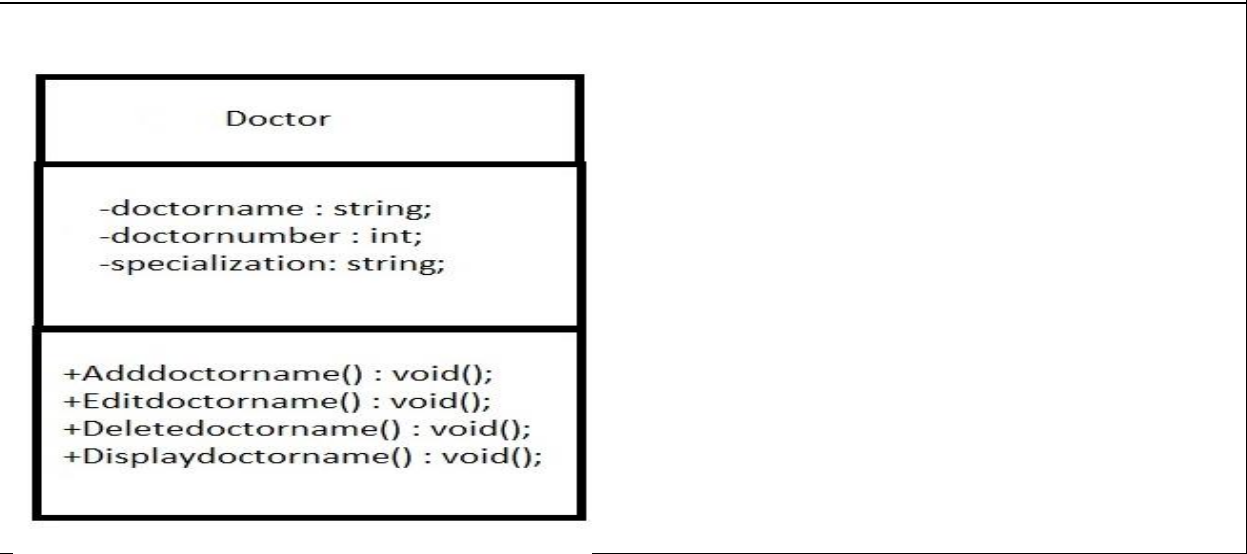 Doctor
-doctorname : string;
-doctornumber : int;
-specialization: string;
+Adddoctorname() : void();
+Editdoctorname() : void();
+Deletedoctorname() : void();
+Displaydoctorname() : void();